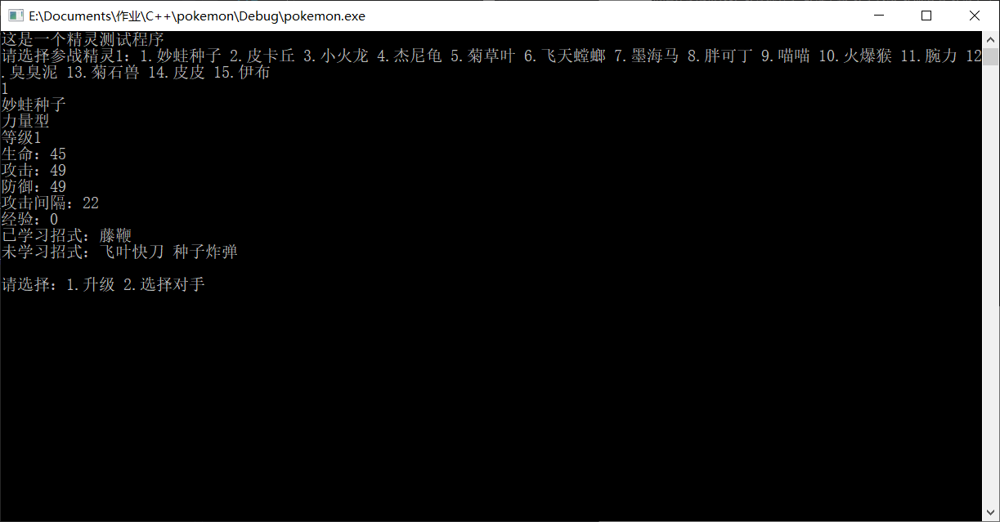 E:\Documents\作业\C++\pokemon\Debug\pokemon.exe
这是一个精灵测试程序
请选择参战精灵1: 1.妙蛙种子 2.皮卡丘 3.小火龙 4.杰尼龟 5.菊草叶 6.飞天螳螂 7.墨海马 8.胖可丁 9.喵喵 10.火爆猴 11.腕力 12
.臭臭泥 13.菊石兽 14.皮皮 15.伊布
1
妙蛙种子
力量型
等级1
生命: 45
攻击: 49
防御: 49
攻击间隔: 22
经验: 0
已学习招式: 藤鞭
未学习招式: 飞叶快刀 种子炸弹
请选择: 1.升级 2.选择对手